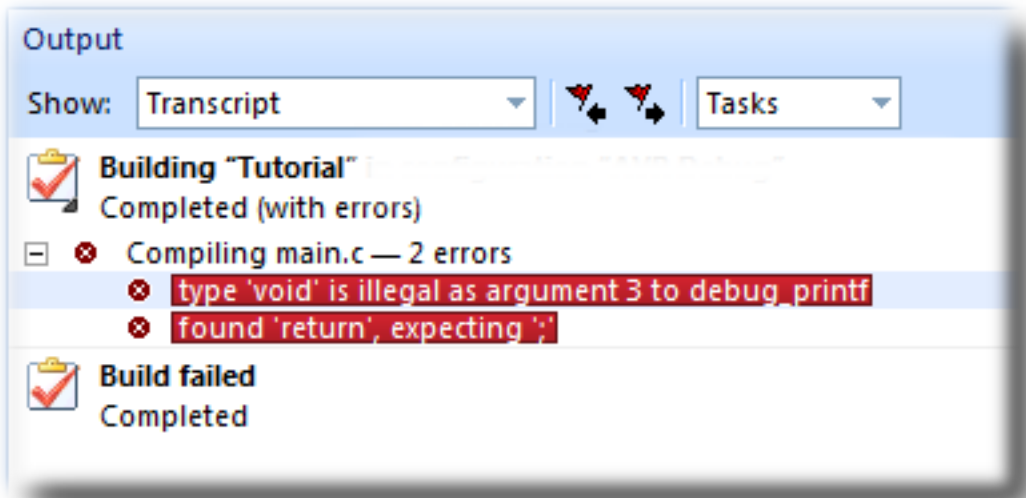 Output
Show: Transcript Tasks
Building “Tutorial”
Completed (with errors)
Compiling main.c — 2 errors
type 'void' is illegal as argument 3 to debug_printf
found 'return', expecting ';'
Build failed
Completed